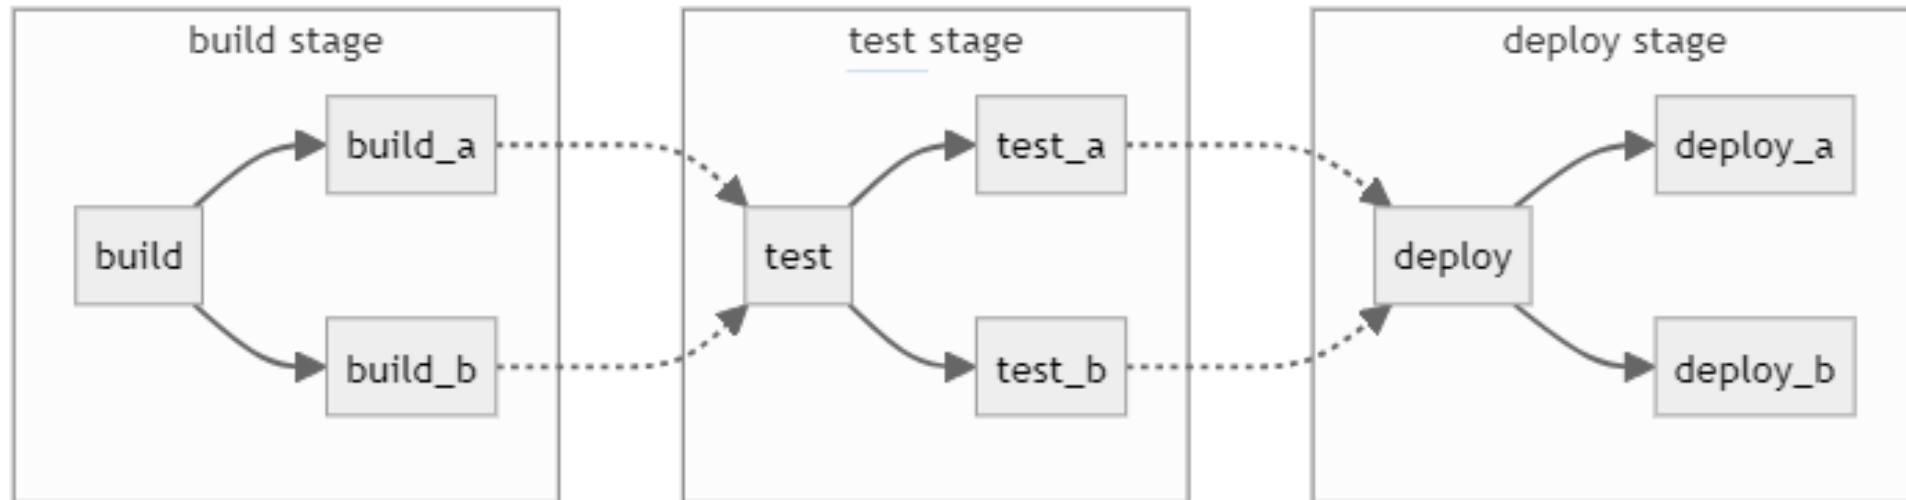 build stage
build
build_a
build_b
test stage
test
test_a
test_b
deploy stage
deploy
deploy_a
deploy_b